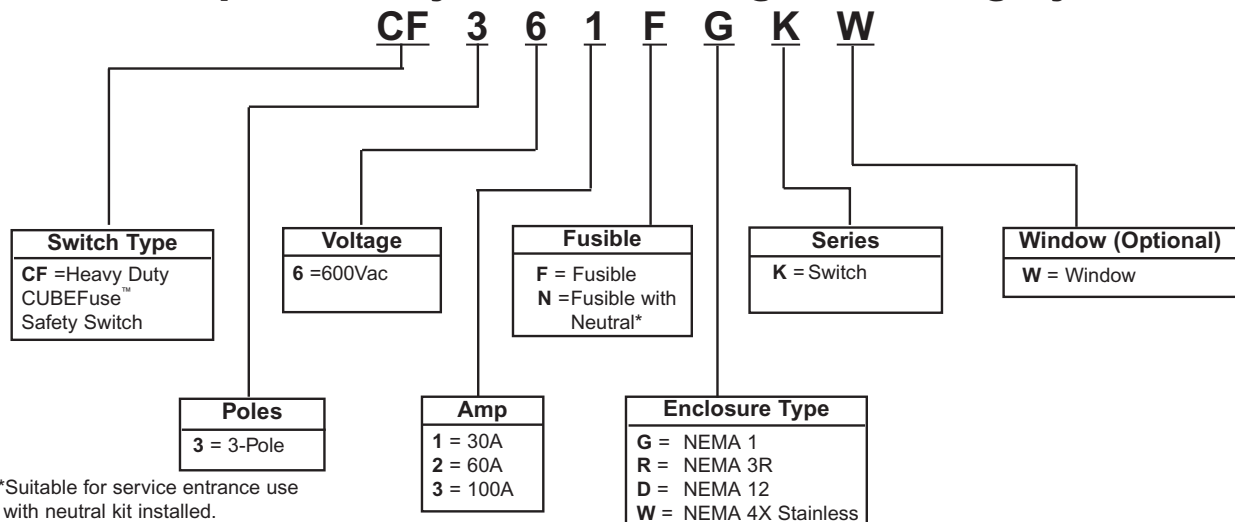 CF 3 6 1 F G K W
Switch Type
CF =Heavy Duty
CUBEFuse™
Safety Switch
Voltage
6 =600Vac
Fusible
F = Fusible
N =Fusible with
Neutral*
Series
K = Switch
Window (Optional)
W = Window
Poles
3 = 3-Pole
Amp
1 = 30A
2 = 60A
3 = 100A
Enclosure Type
G = NEMA 1
R = NEMA 3R
D = NEMA 12
W = NEMA 4X Stainless
*Suitable for service entrance use
with neutral kit installed.